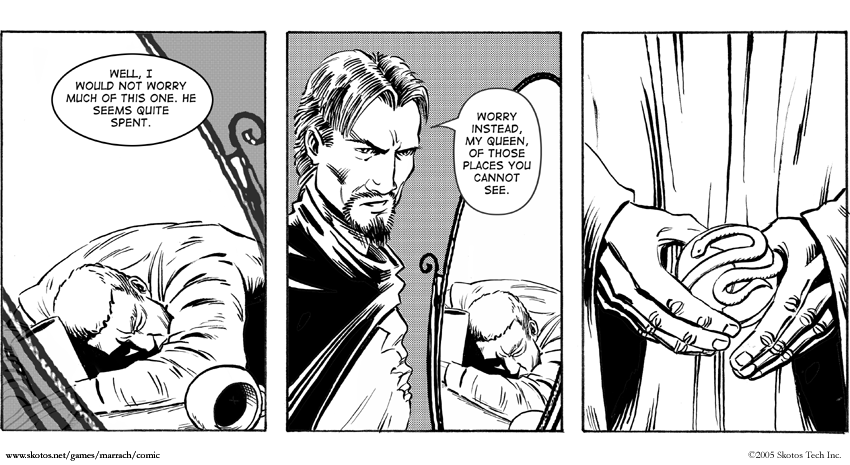 WELL, I
WOULD NOT WORRY
MUCH OF THIS ONE. HE
SEEMS QUITE
SPENT.
WORRY
INSTEAD,
MY QUEEN,
OF THOSE
PLACES YOU
CANNOT
SEE.
www.skotos.net/games/marrach/comic
©2005 Skotos Tech Inc.